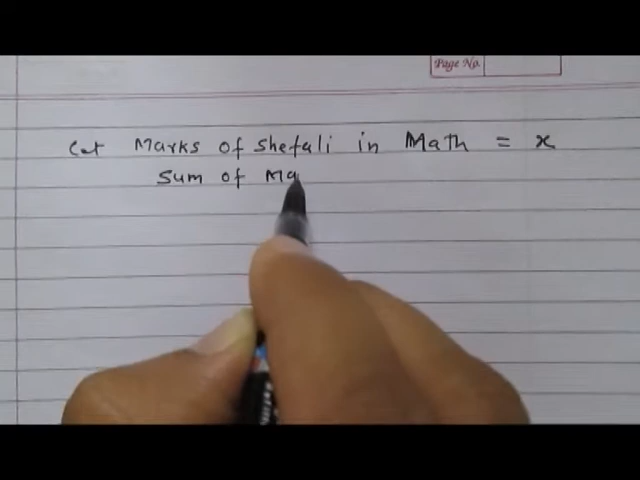 Page No.
Let Marks of Shefali in Math = x
Sum of Ma